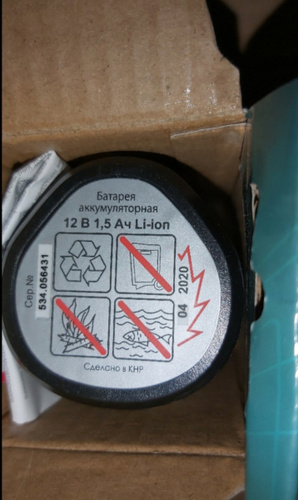 Батарея
аккумуляторная
12 В 1,5 Ач Li-ion
Сер.№
534.056431
04 2020
Сделано в КНР